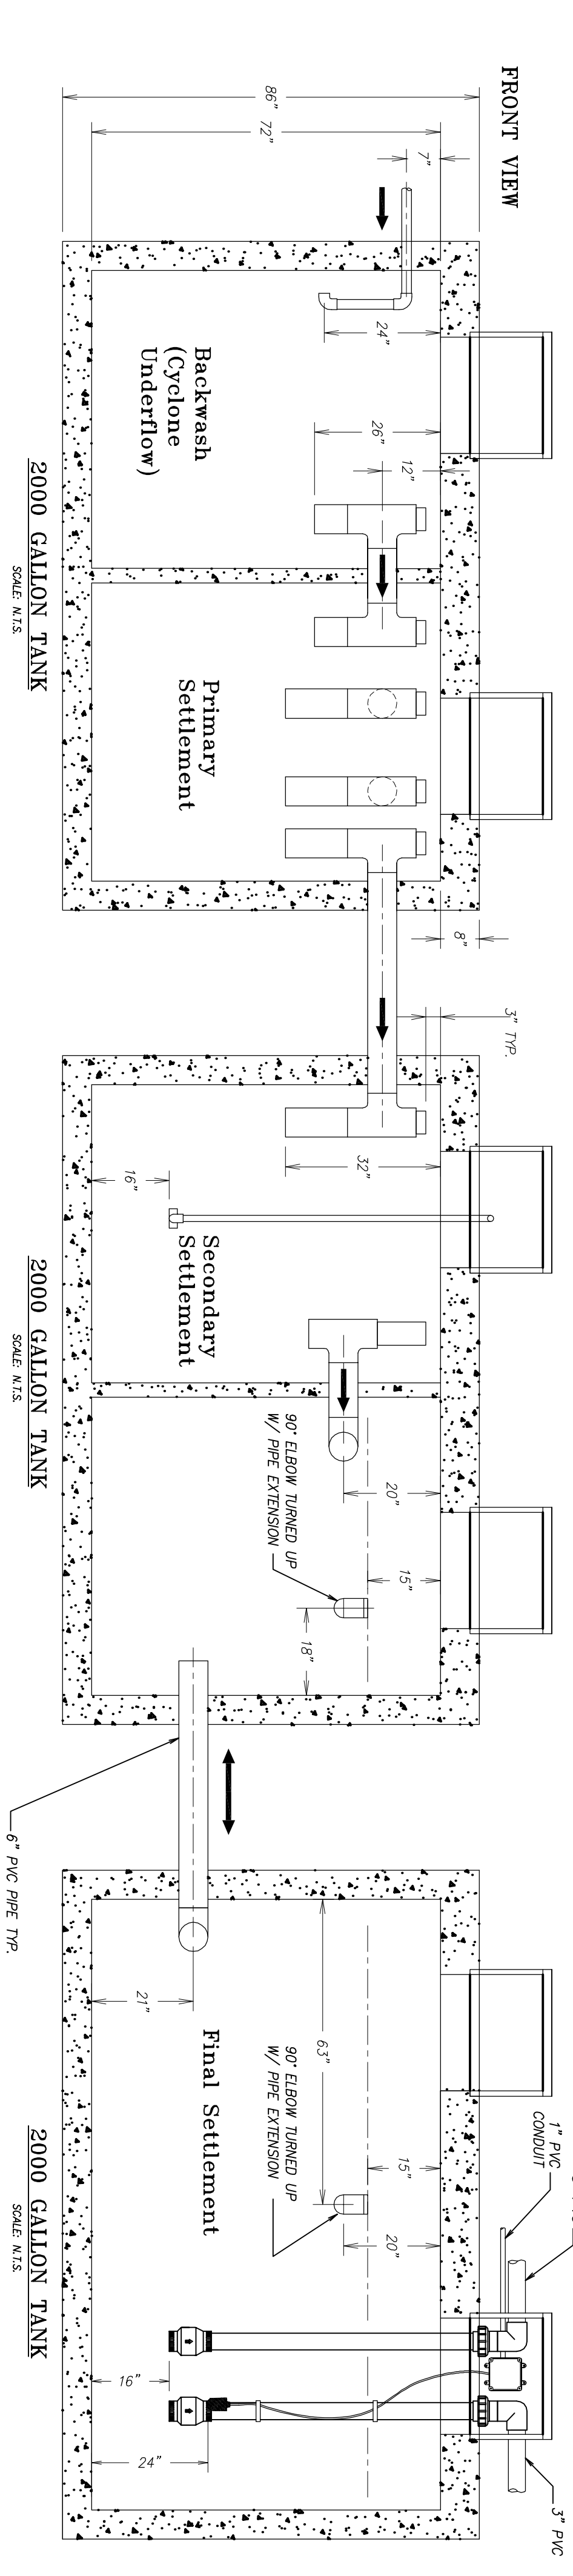 FRONT VIEW
86"
72"
7"
24"
Backwash
(Cyclone
Underflow)
26"
12"
2000 GALLON TANK
SCALE: N.T.S.
Primary
Settlement
8"
3" TYP.
32"
16"
Secondary
Settlement
2000 GALLON TANK
SCALE: N.T.S.
90° ELBOW TURNED UP
W/ PIPE EXTENSION
20"
15"
18"
6" PVC PIPE TYP.
21"
63"
Final Settlement
90° ELBOW TURNED UP
W/ PIPE EXTENSION
15"
20"
1" PVC
CONDUIT
16"
24"
3" PVC
2000 GALLON TANK
SCALE: N.T.S.